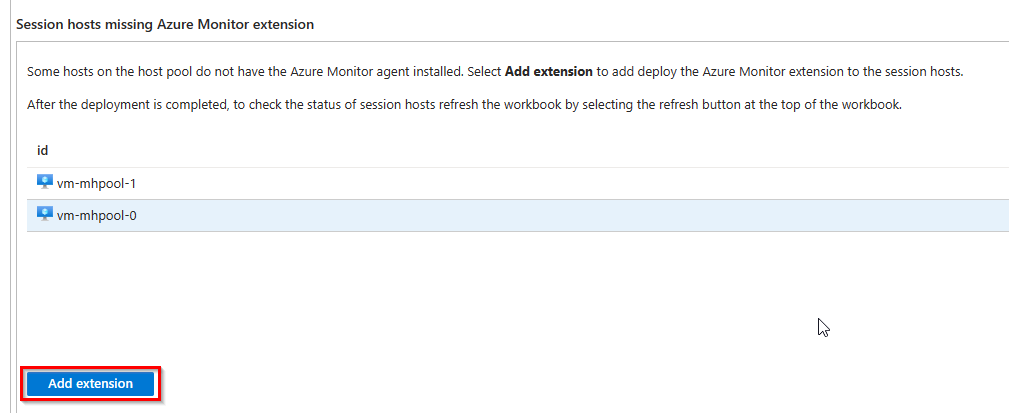 Session hosts missing Azure Monitor extension
Some hosts on the host pool do not have the Azure Monitor agent installed. Select Add extension to add deploy the Azure Monitor extension to the session hosts.
After the deployment is completed, to check the status of session hosts refresh the workbook by selecting the refresh button at the top of the workbook.
id
vm-mhpool-1
vm-mhpool-0
Add extension